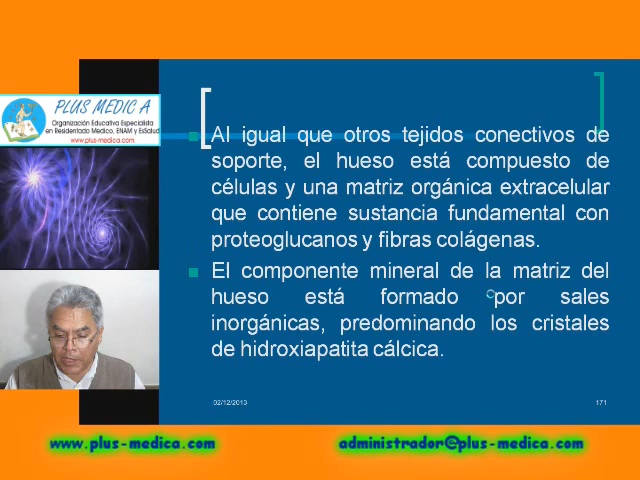 PLUS MEDIC A
Organización Educativa Especialista
en Residentado Medico, ENAM y EsSalud
www.plus-medica.com
Al igual que otros tejidos conectivos de
soporte, el hueso está compuesto de
células y una matriz orgánica extracelular
que contiene sustancia fundamental con
proteoglucanos y fibras colágenas.
El componente mineral de la matriz del
hueso está formado por sales
inorgánicas, predominando los cristales
de hidroxiapatita cálcica.
02/12/2013
171
www.plus-medica.com
administrador@plus-medica.com